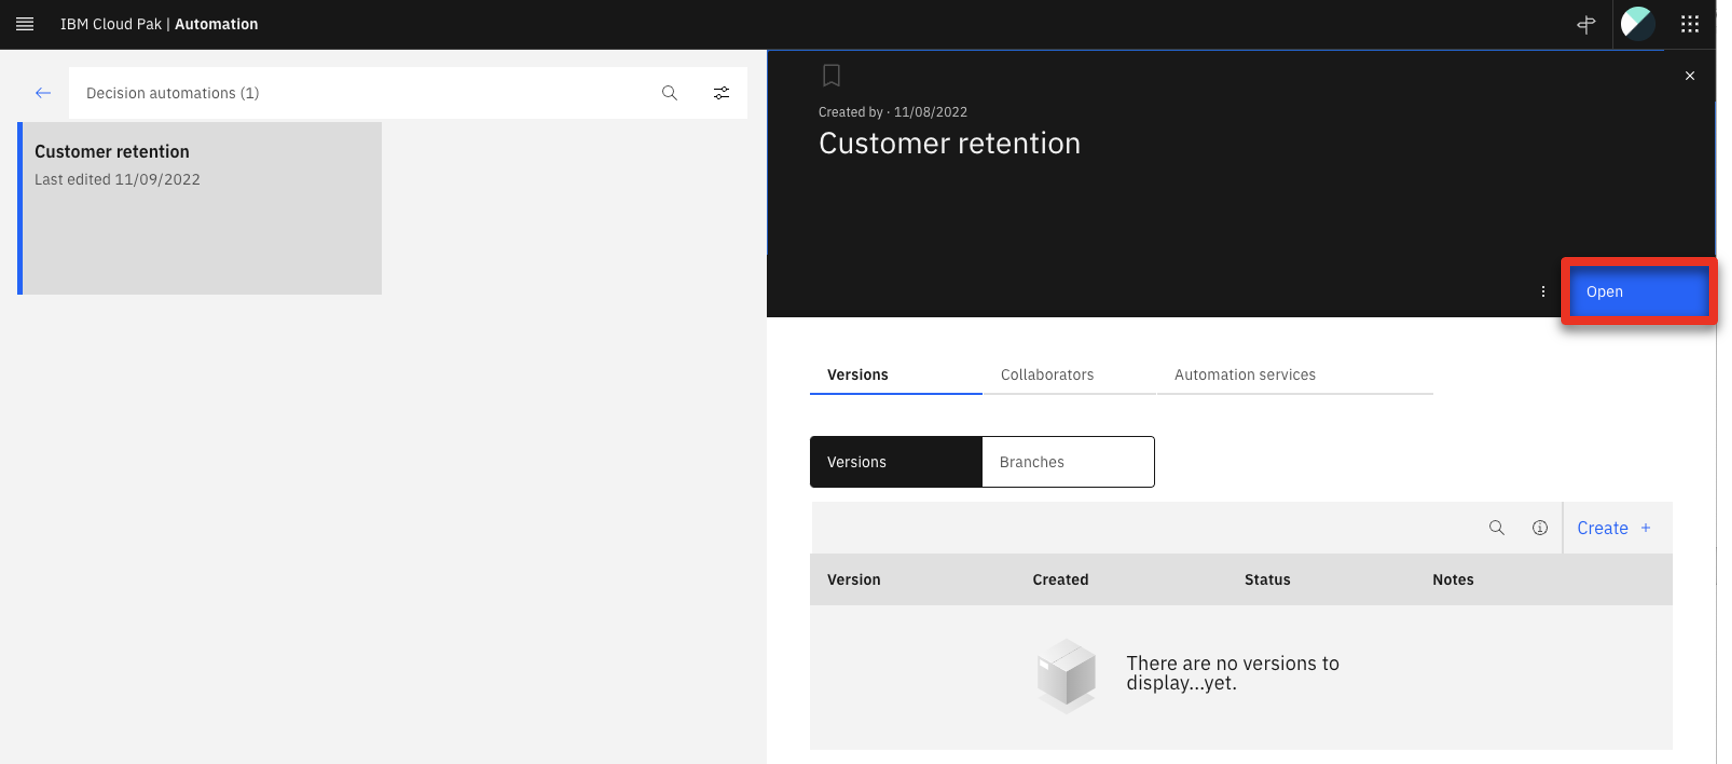 IBM Cloud Pak | Automation
Decision automations (1)
Customer retention
Last edited 11/09/2022
Created by · 11/08/2022
Customer retention
Open
Versions
Collaborators
Automation services
Versions
Branches
Create +
Version
Created
Status
Notes
There are no versions to
display...yet.